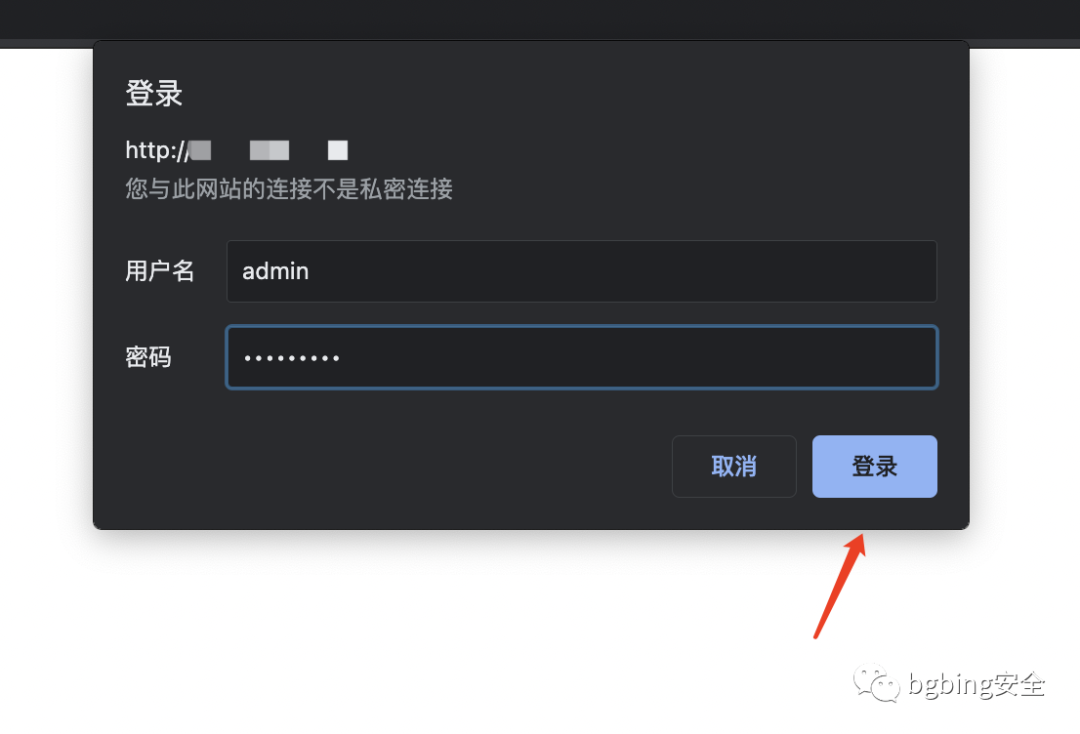 登录
http://
您与此网站的连接不是私密连接
用户名 admin
密码 •••••••••
取消 登录
bgbing安全